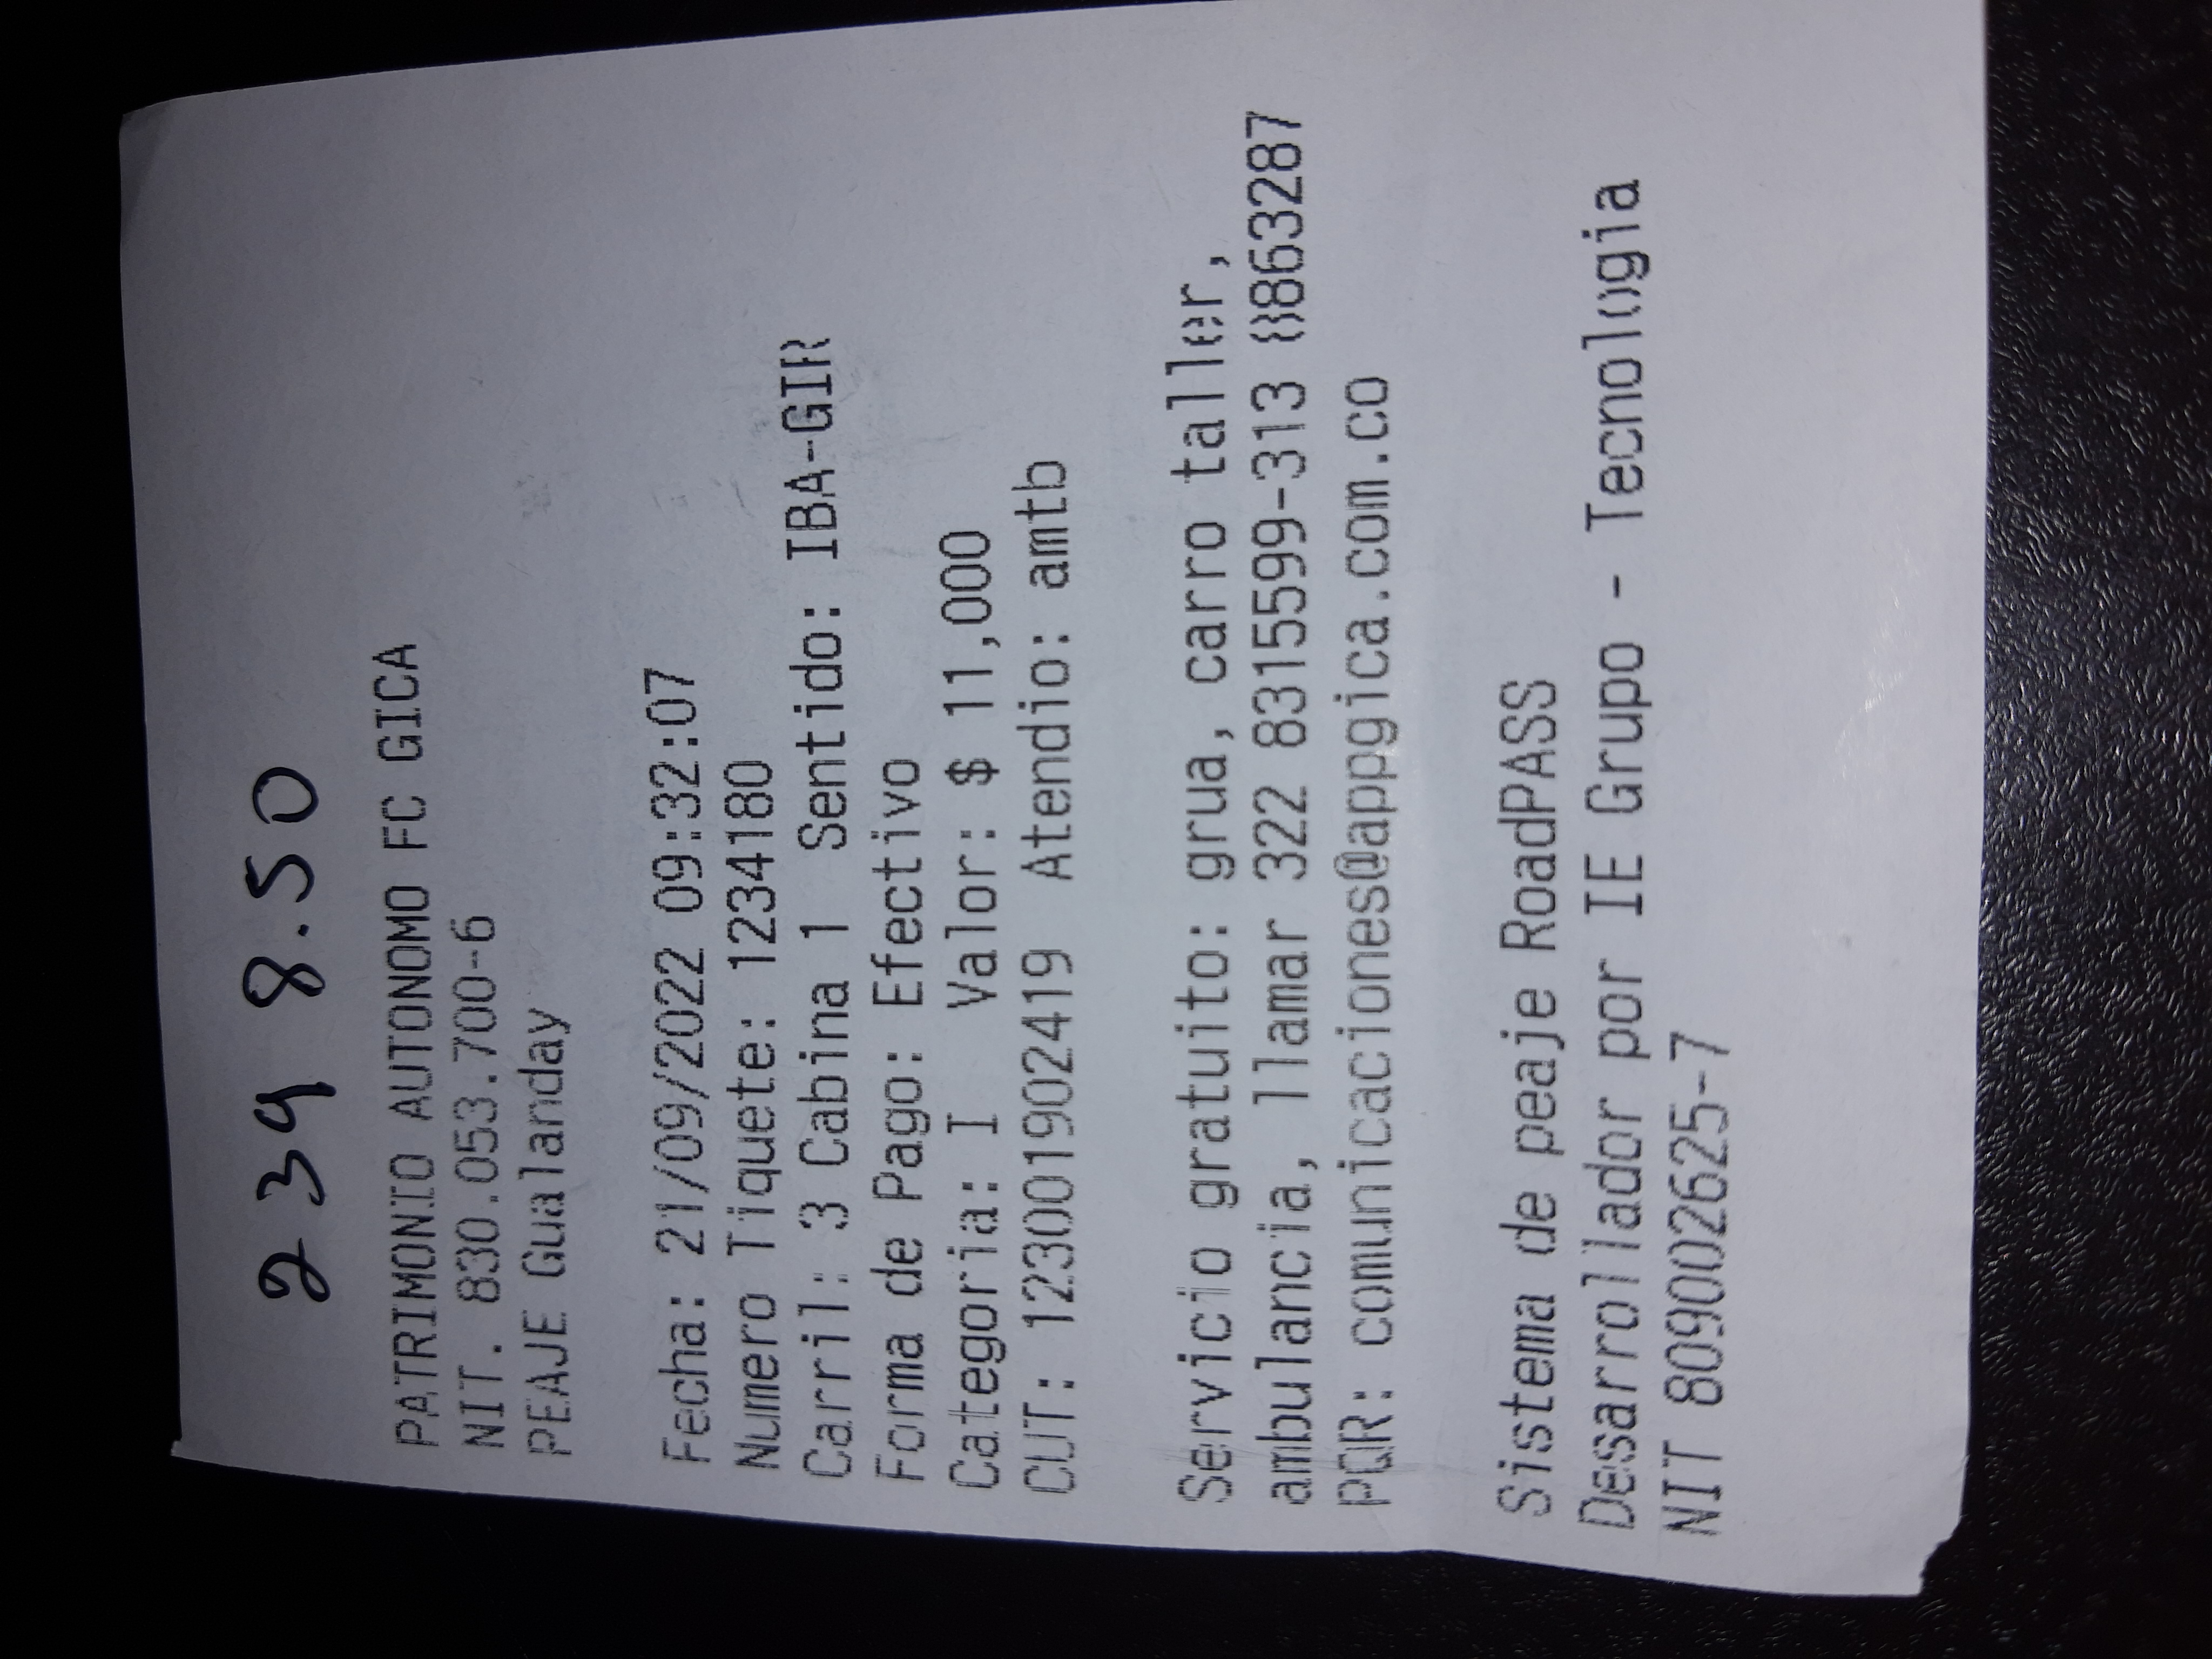 239 8.50
PATRIMONIO AUTONOMO FC GICA
NIT. 830.053.700-6
PEAJE Gualanday
Fecha: 21/09/2022 09:32:07
Numero Tiquete: 1234180
Carril: 3 Cabina 1 Sentido: IBA-GIR
Forma de Pago: Efectivo
Categoria: I Valor: $ 11,000
CUT: 123001902419 Atendio: amtb
Servicio gratuito: grua, carro taller,
ambulancia, llamar 322 8315599-313 8863287
PQR: comunicaciones@appgica.com.co
Sistema de peaje RoadPASS
Desarrollador por IE Grupo - Tecnologia
NIT 809002625-7